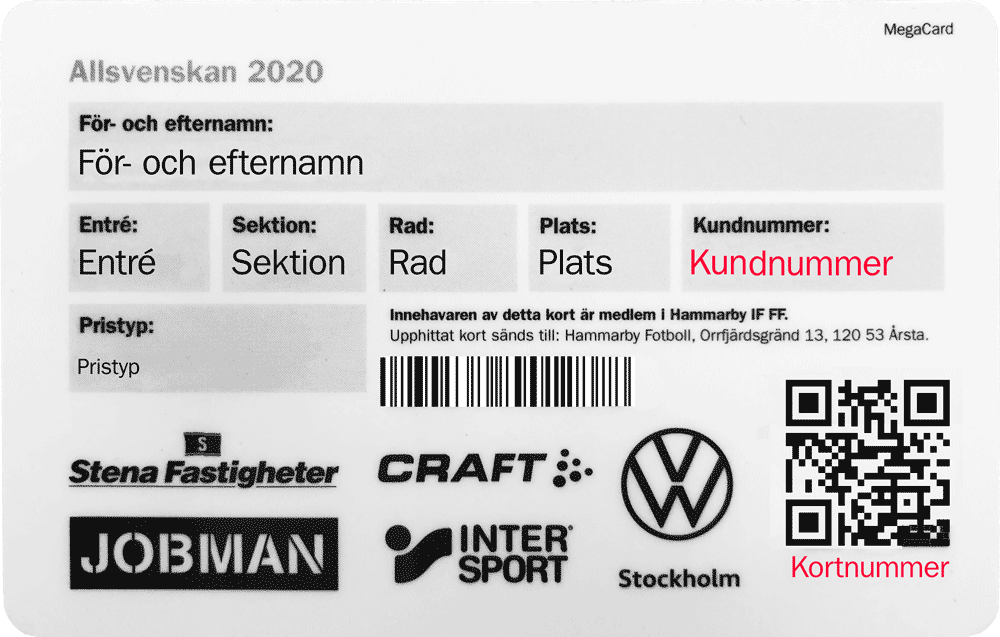 MegaCard
Allsvenskan 2020
För- och efternamn:
För- och efternamn
Entré:
Entré
Sektion:
Sektion
Rad:
Rad
Plats:
Plats
Kundnummer:
Kundnummer
Pristyp:
Pristyp
Innehavaren av detta kort är medlem i Hammarby IF FF.
Upphittat kort sänds till: Hammarby Fotboll, Orrfjärdsgränd 13, 120 53 Årsta.
S
Stena Fastigheter
CRAFT
JOBMAN
INTER
SPORT
Stockholm
Kortnummer